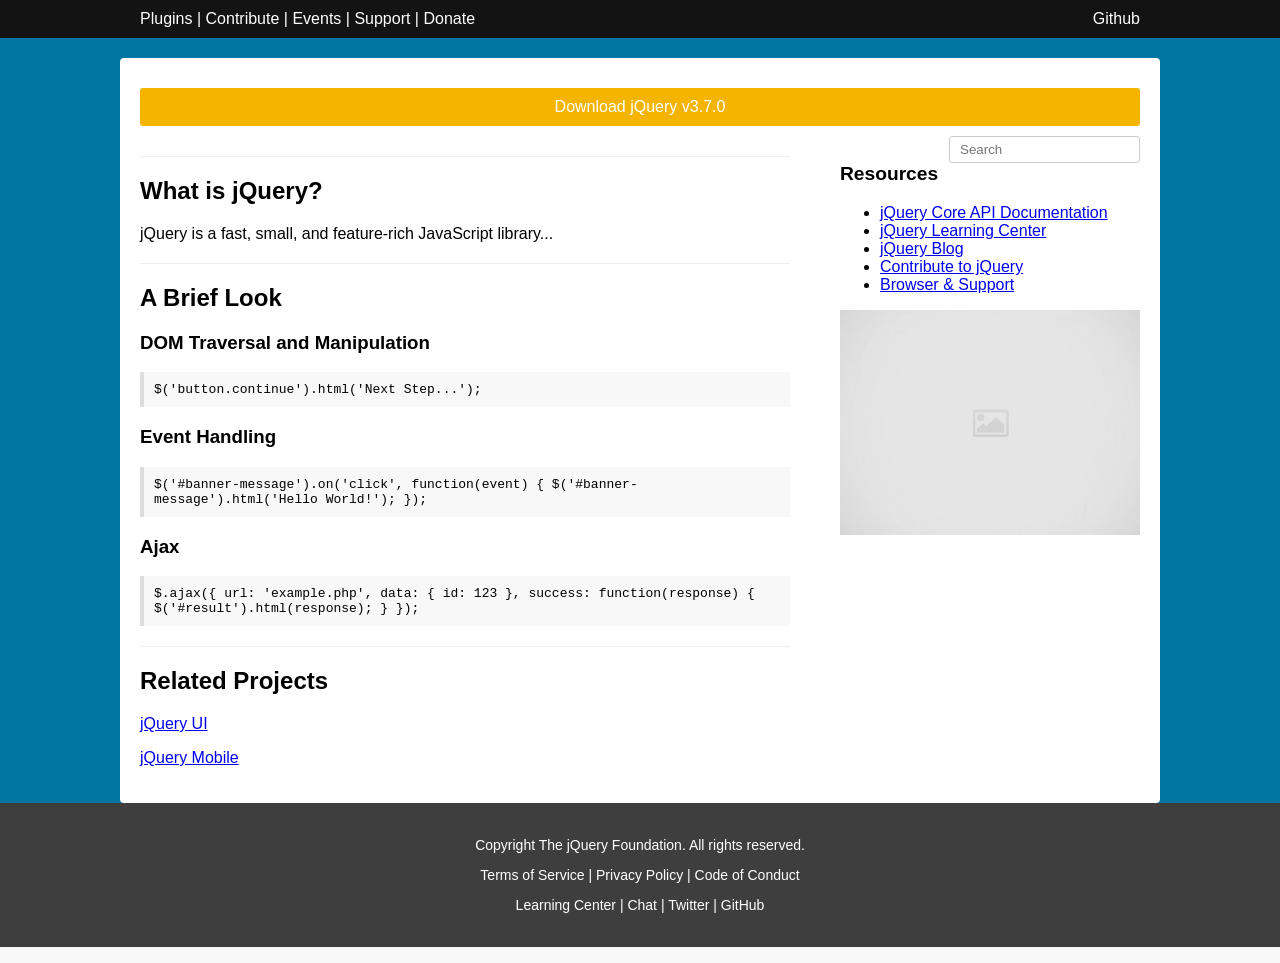 Plugins | Contribute | Events | Support | Donate
Github
Download jQuery v3.7.0
Search
What is jQuery?
jQuery is a fast, small, and feature-rich JavaScript library...
A Brief Look
DOM Traversal and Manipulation
$('button.continue').html('Next Step...');
Event Handling
$('#banner-message').on('click', function(event) { $('#banner-
message').html('Hello World!'); });
Ajax
$.ajax({ url: 'example.php', data: { id: 123 }, success: function(response) {
$('#result').html(response); } });
Related Projects
jQuery UI
jQuery Mobile
Resources
jQuery Core API Documentation
jQuery Learning Center
jQuery Blog
Contribute to jQuery
Browser & Support
Copyright The jQuery Foundation. All rights reserved.
Terms of Service | Privacy Policy | Code of Conduct
Learning Center | Chat | Twitter | GitHub